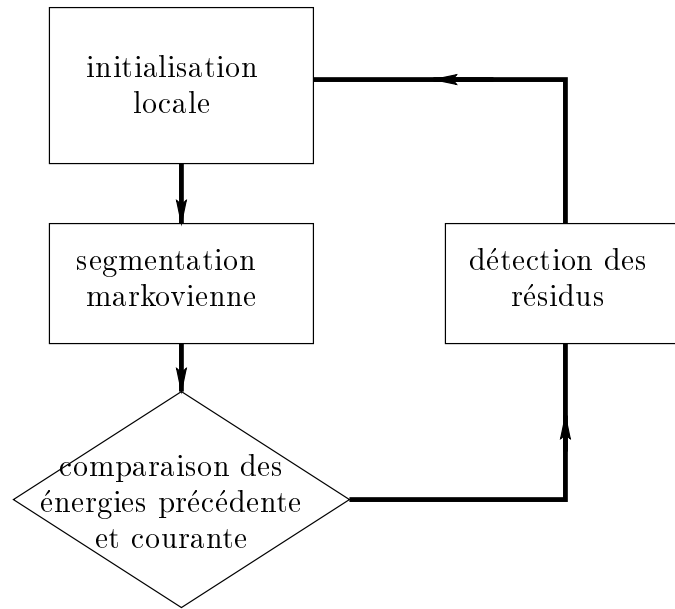 initialisation
locale
segmentation
markovienne
détection des
résidus
comparaison des
énergies précédente
et courante